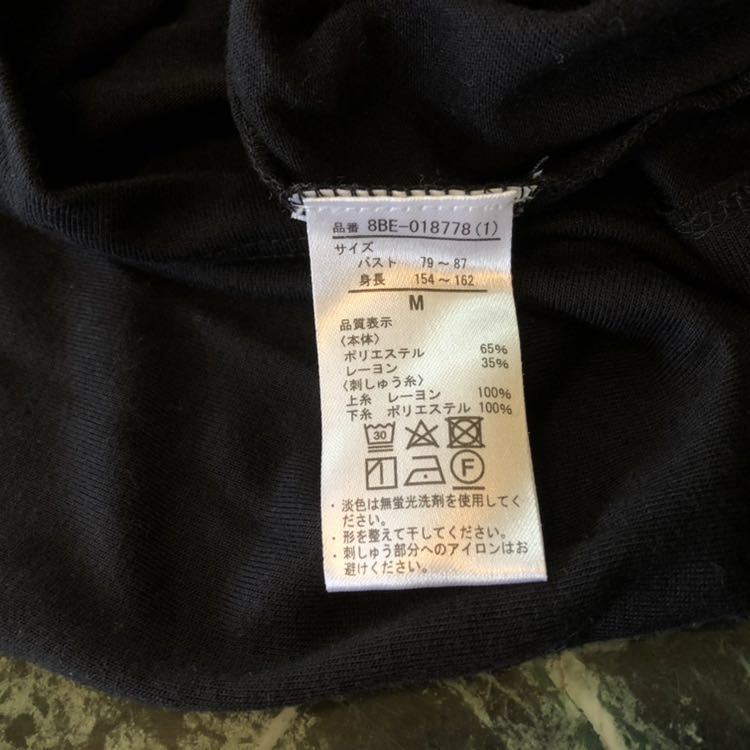 品番 8BE-018778(1)
サイズ
バスト 79～87
身長 154～162
M
品質表示
〈本体〉
ポリエステル 65%
レーヨン 35%
〈刺しゅう糸〉
上糸 レーヨン 100%
下糸 ポリエステル 100%
30
F
・淡色は無蛍光洗剤を使用してく
ださい。
・形を整えて干してください。
・刺しゅう部分へのアイロンはお
避けください。